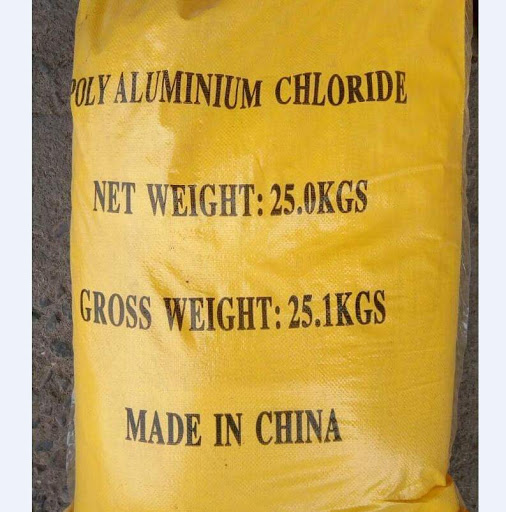 POLY ALUMINIUM CHLORIDE
NET WEIGHT: 25.0KGS
GROSS WEIGHT: 25.1KGS
MADE IN CHINA